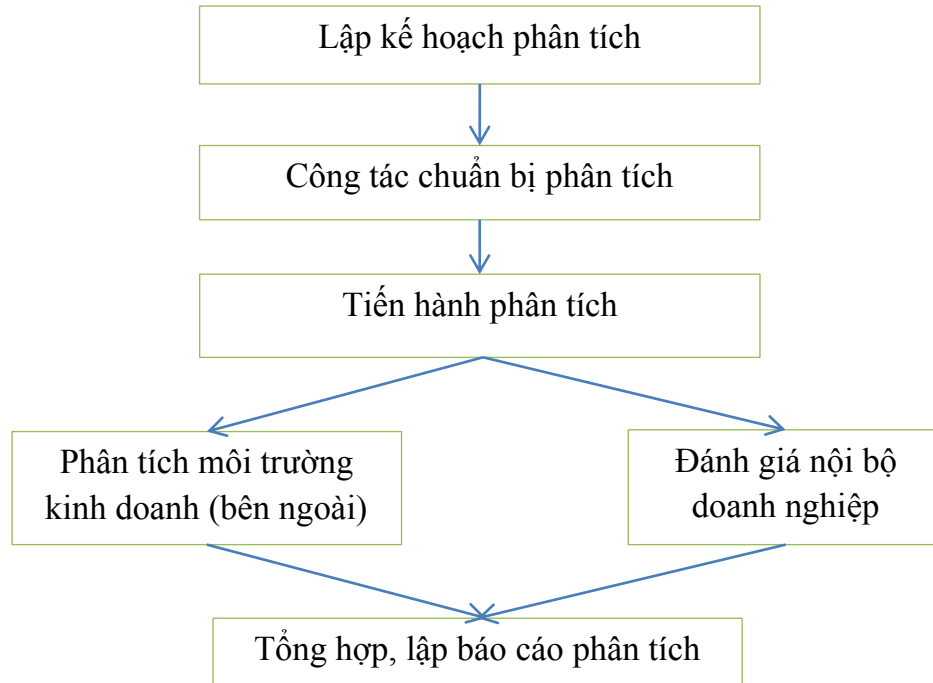 Lập kế hoạch phân tích
Công tác chuẩn bị phân tích
Tiến hành phân tích
Phân tích môi trường
kinh doanh (bên ngoài)
Đánh giá nội bộ
doanh nghiệp
Tổng hợp, lập báo cáo phân tích